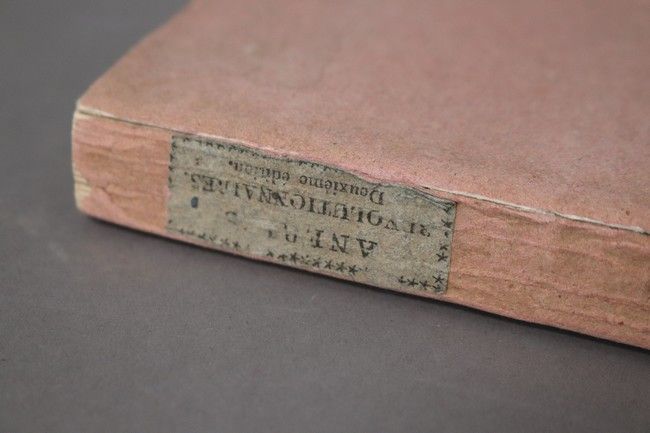 REVOLUTIONNAIRES.
Deuxième édition.